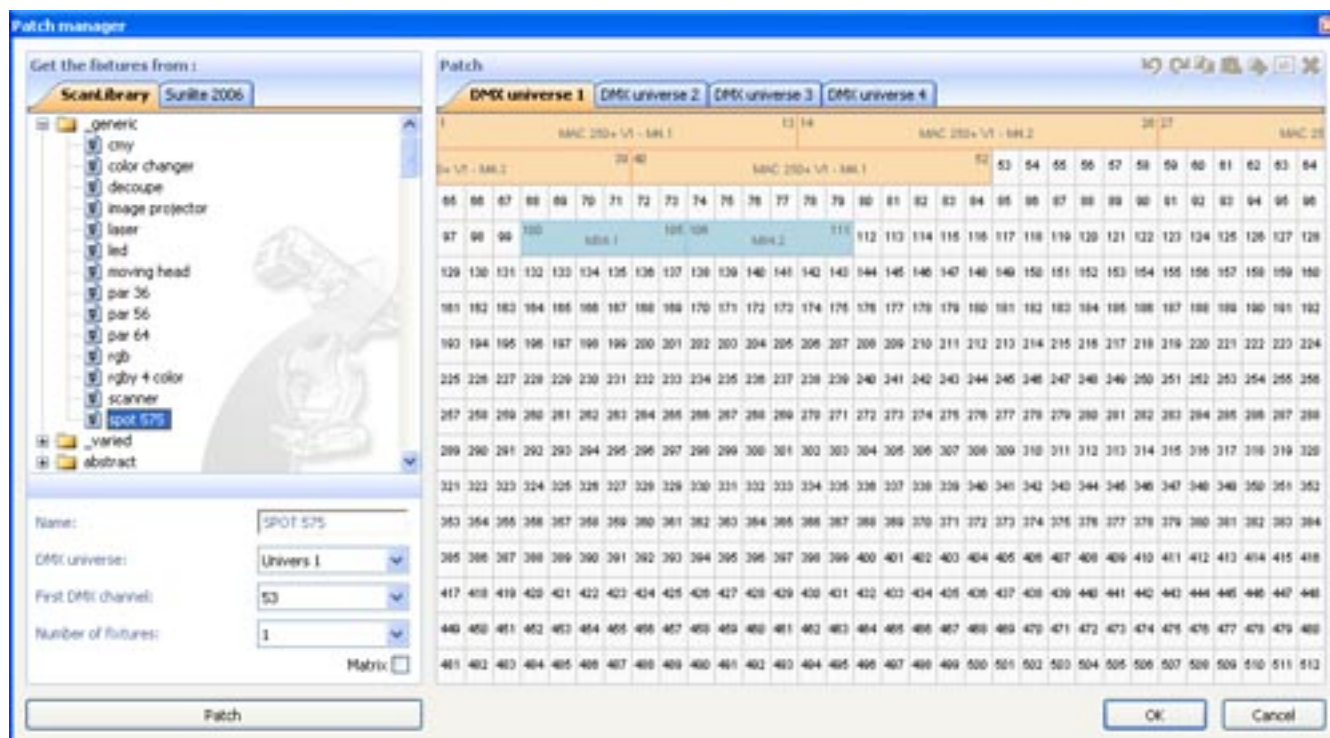 Patch manager
Get the fixtures from :
ScanLibrary Sunlite 2006
_generic
cmy
color changer
decoupe
image projector
laser
led
moving head
par 36
par 56
par 64
rgb
rgby 4 color
scanner
spot 575
_varied
abstract
Name: SPOT 575
DMX universe: Univers 1
First DMX channel: 53
Number of fixtures: 1
Matrix
Patch
Patch
DMX universe 1 DMX universe 2 DMX universe 3 DMX universe 4
1 MAC 250+ V1 - M4.1 13 14 MAC 250+ V1 - M4.2 26 27 MAC 25
0+ V1 - M4.2 39 40 MAC 250+ V1 - M4.1 52 53 54 55 56 57 58 59 60 61 62 63 64
65 66 67 68 69 70 71 72 73 74 75 76 77 78 79 80 81 82 83 84 85 86 87 88 89 90 91 92 93 94 95 96
97 98 99 100 105 106 111 112 113 114 115 116 117 118 119 120 121 122 123 124 125 126 127 128
129 130 131 132 133 134 135 136 137 138 139 140 141 142 143 144 145 146 147 148 149 150 151 152 153 154 155 156 157 158 159 160
161 162 163 164 165 166 167 168 169 170 171 172 173 174 175 176 177 178 179 180 181 182 183 184 185 186 187 188 189 190 191 192
193 194 195 196 197 198 199 200 201 202 203 204 205 206 207 208 209 210 211 212 213 214 215 216 217 218 219 220 221 222 223 224
225 226 227 228 229 230 231 232 233 234 235 236 237 238 239 240 241 242 243 244 245 246 247 248 249 250 251 252 253 254 255 256
257 258 259 260 261 262 263 264 265 266 267 268 269 270 271 272 273 274 275 276 277 278 279 280 281 282 283 284 285 286 287 288
289 290 291 292 293 294 295 296 297 298 299 300 301 302 303 304 305 306 307 308 309 310 311 312 313 314 315 316 317 318 319 320
321 322 323 324 325 326 327 328 329 330 331 332 333 334 335 336 337 338 339 340 341 342 343 344 345 346 347 348 349 350 351 352
353 354 355 356 357 358 359 360 361 362 363 364 365 366 367 368 369 370 371 372 373 374 375 376 377 378 379 380 381 382 383 384
385 386 387 388 389 390 391 392 393 394 395 396 397 398 399 400 401 402 403 404 405 406 407 408 409 410 411 412 413 414 415 416
417 418 419 420 421 422 423 424 425 426 427 428 429 430 431 432 433 434 435 436 437 438 439 440 441 442 443 444 445 446 447 448
449 450 451 452 453 454 455 456 457 458 459 460 461 462 463 464 465 466 467 468 469 470 471 472 473 474 475 476 477 478 479 480
481 482 483 484 485 486 487 488 489 490 491 492 493 494 495 496 497 498 499 500 501 502 503 504 505 506 507 508 509 510 511 512
OK Cancel